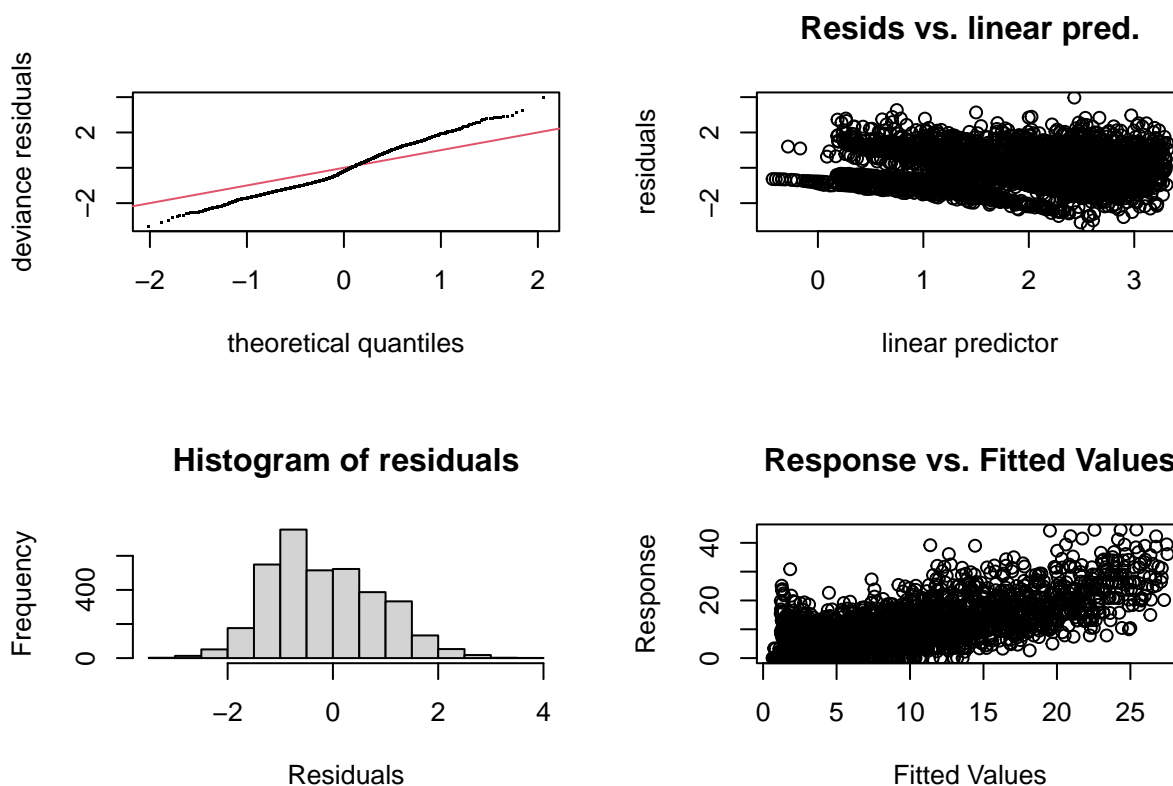 deviance residuals
−2 2
−2 −1 0 1 2
theoretical quantiles
Resids vs. linear pred.
residuals
−2 2
0 1 2 3
linear predictor
Histogram of residuals
Frequency
0 400
−2 0 2 4
Residuals
Response vs. Fitted Values
Response
0 20 40
0 5 10 15 20 25
Fitted Values